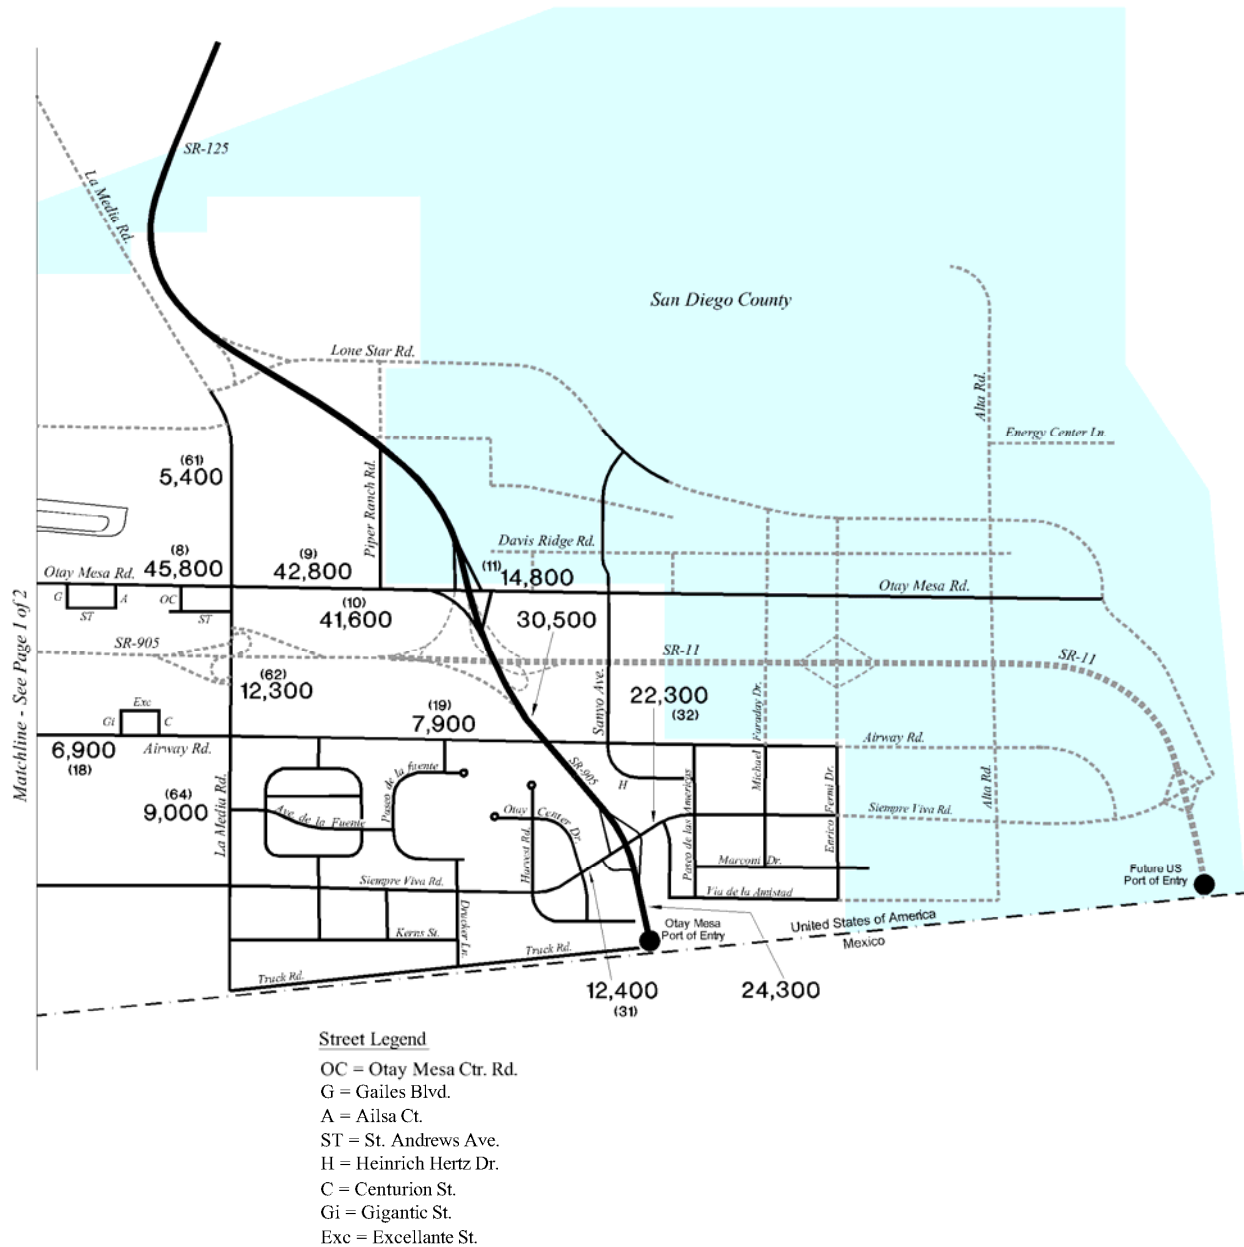 SR-125
La Media Rd.
San Diego County
Lone Star Rd.
Alta Rd.
Energy Center Ln
(61)
5,400
Piper Ranch Rd.
Davis Ridge Rd.
(8)
45,800
(9)
42,800
(11) 14,800
Otay Mesa Rd.
Otay Mesa Rd.
G
A
ST
OC
ST
(10)
41,600
30,500
SR-905
SR-11
SR-11
Matchline - See Page 1 of 2
(62)
12,300
Sanyo Ave.
22,300
(32)
Michael Faraday Dr.
Exc
Gi
C
(19)
7,900
6,900
(18)
Airway Rd.
Airway Rd.
SR-905
H
Paseo de la fuente
La Media Rd.
(64)
9,000
Ave de la Fuente
Otay Center Dr.
Harvest Rd.
Paseo de las Americas
Enrico Fermi Dr.
Alta Rd.
Siempre Viva Rd.
Marconi Dr.
Via de la Amistad
Siempre Viva Rd.
Future US
Port of Entry
Drucker Ln.
Kerns St.
Otay Mesa
Port of Entry
United States of America
Mexico
Truck Rd.
Truck Rd.
12,400
(31)
24,300
Street Legend
OC = Otay Mesa Ctr. Rd.
G = Gailes Blvd.
A = Ailsa Ct.
ST = St. Andrews Ave.
H = Heinrich Hertz Dr.
C = Centurion St.
Gi = Gigantic St.
Exc = Excellante St.